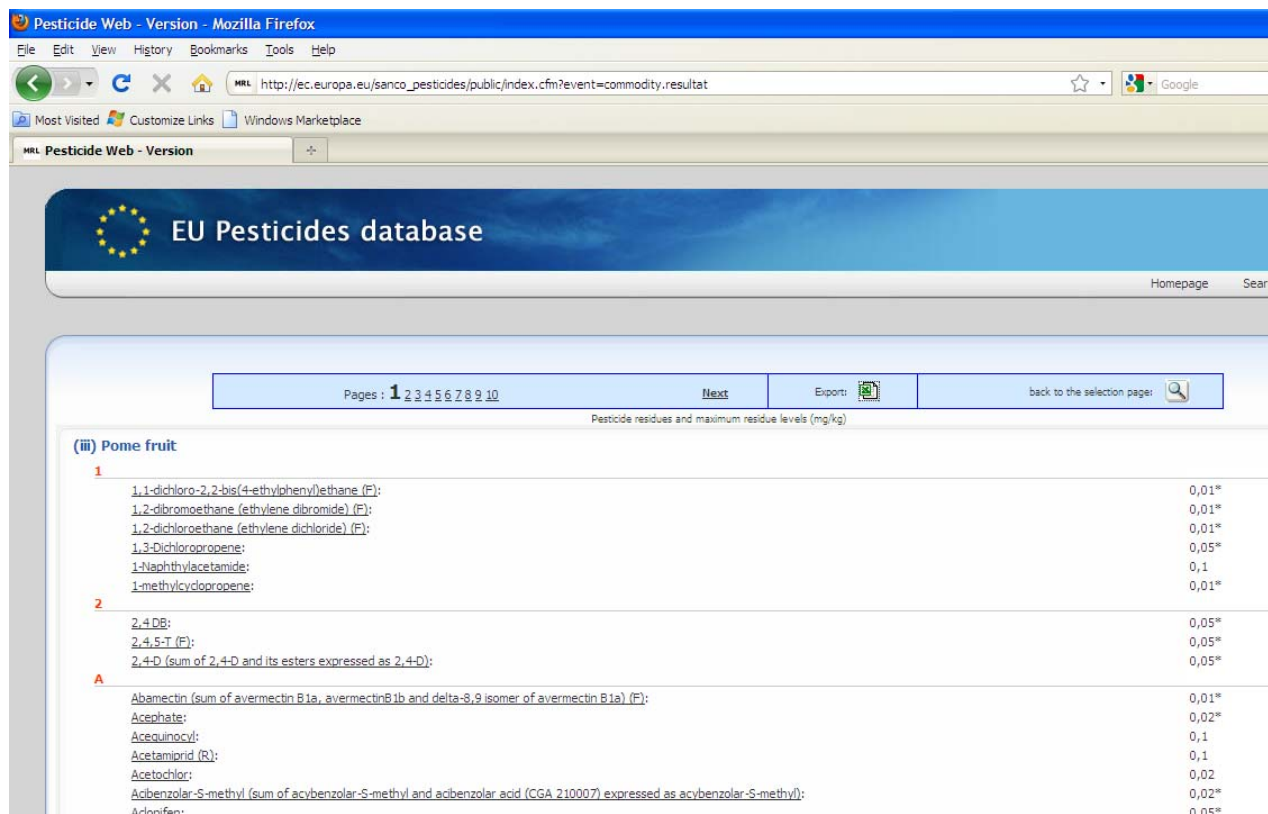 Pesticide Web - Version - Mozilla Firefox
File Edit View History Bookmarks Tools Help
MRL http://ec.europa.eu/sanco_pesticides/public/index.cfm?event=commodity.resultat Google
Most Visited Customize Links Windows Marketplace
MRL Pesticide Web - Version
EU Pesticides database
Homepage Sear
Pages : 1 2 3 4 5 6 7 8 9 10 Next Export: back to the selection page:
Pesticide residues and maximum residue levels (mg/kg)
(iii) Pome fruit
1
1,1-dichloro-2,2-bis(4-ethylphenyl)ethane (F): 0,01*
1,2-dibromoethane (ethylene dibromide) (F): 0,01*
1,2-dichloroethane (ethylene dichloride) (F): 0,01*
1,3-Dichloropropene: 0,05*
1-Naphthylacetamide: 0,1
1-methylcyclopropene: 0,01*
2
2,4 DB: 0,05*
2,4,5-T (F): 0,05*
2,4-D (sum of 2,4-D and its esters expressed as 2,4-D): 0,05*
A
Abamectin (sum of avermectin B1a, avermectinB1b and delta-8,9 isomer of avermectin B1a) (F): 0,01*
Acephate: 0,02*
Acequinocyl: 0,1
Acetamiprid (R): 0,1
Acetochlor: 0,02
Acibenzolar-S-methyl (sum of acybenzolar-S-methyl and acibenzolar acid (CGA 210007) expressed as acybenzolar-S-methyl): 0,02*
Aclonifen: 0,05*